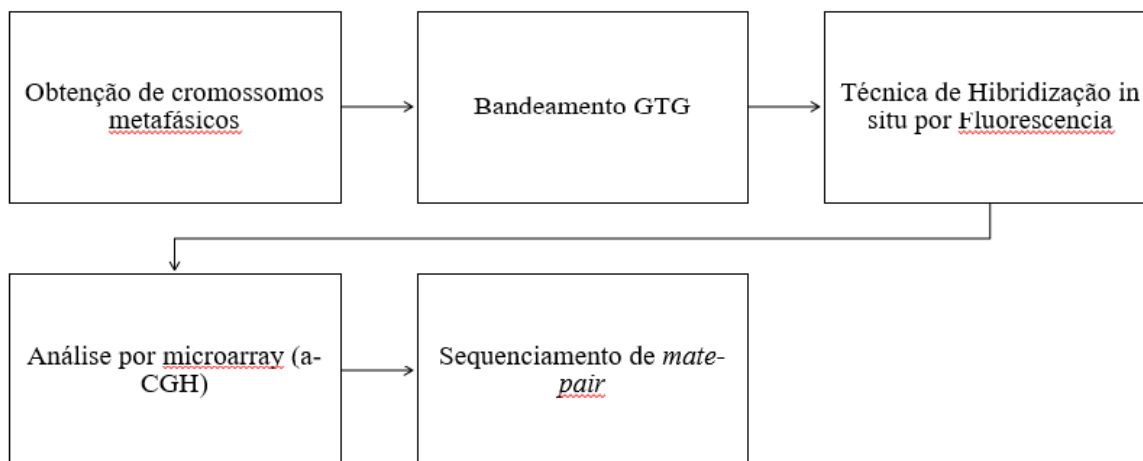 Obtenção de cromossomos
metafásicos
Bandeamento GTG
Técnica de Hibridização in
situ por Fluorescencia
Análise por microarray (a-
CGH)
Sequenciamento de mate-
pair